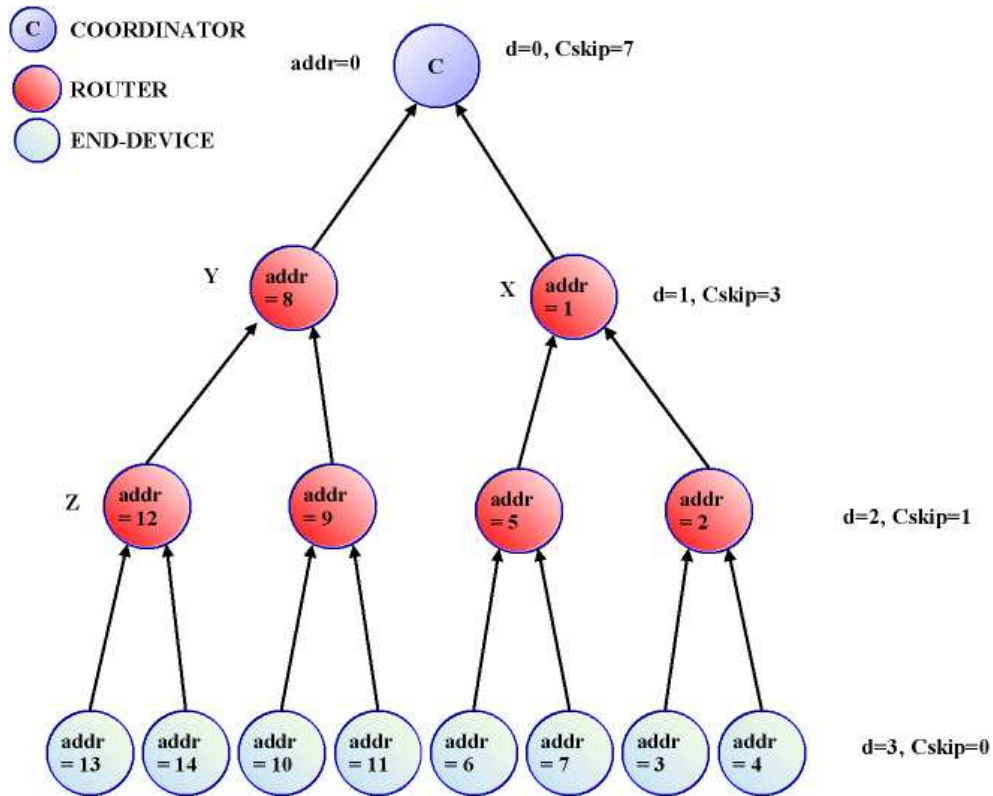 C COORDINATOR
ROUTER
END-DEVICE
addr=0
C
d=0, Cskip=7
Y
addr
= 8
X
addr
= 1
d=1, Cskip=3
Z
addr
= 12
addr
= 9
addr
= 5
addr
= 2
d=2, Cskip=1
addr
= 13
addr
= 14
addr
= 10
addr
= 11
addr
= 6
addr
= 7
addr
= 3
addr
= 4
d=3, Cskip=0